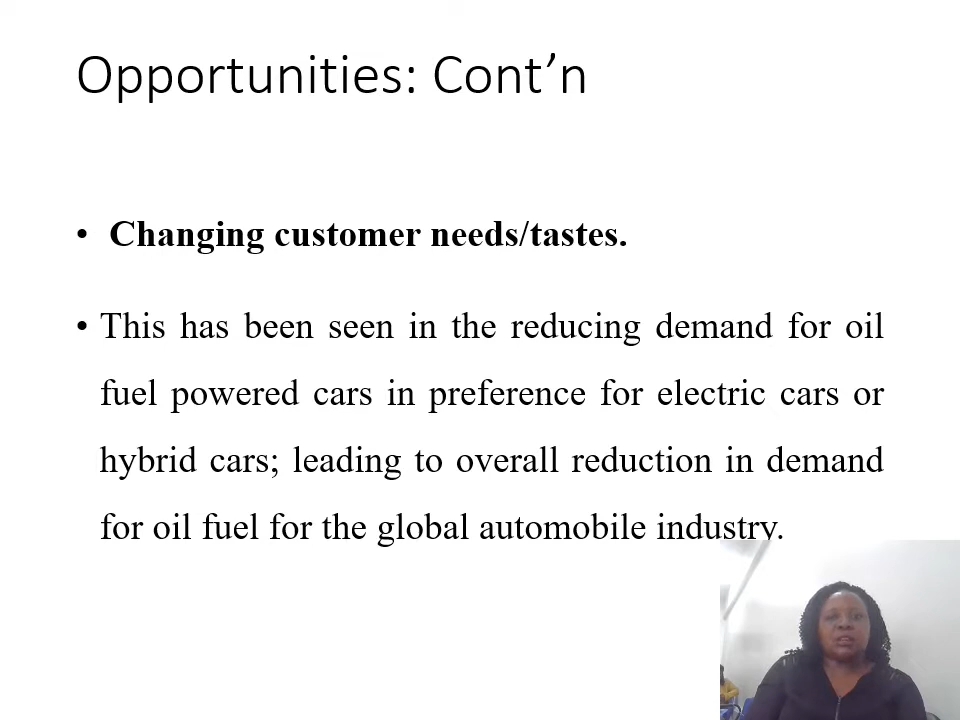 Opportunities: Cont’n
• Changing customer needs/tastes.
• This has been seen in the reducing demand for oil
fuel powered cars in preference for electric cars or
hybrid cars; leading to overall reduction in demand
for oil fuel for the global automobile industry.